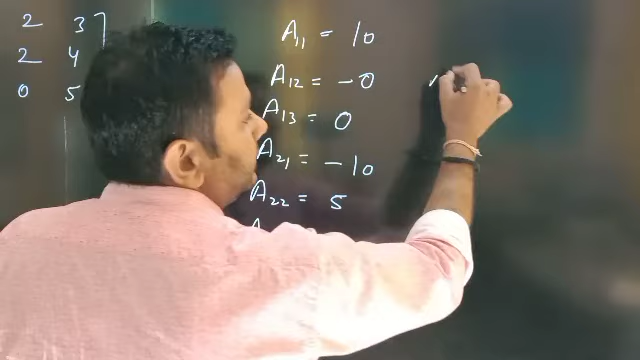 2 3
2 4
0 5
A11 = 10
A12 = -0
A13 = 0
A21 = -10
A22 = 5